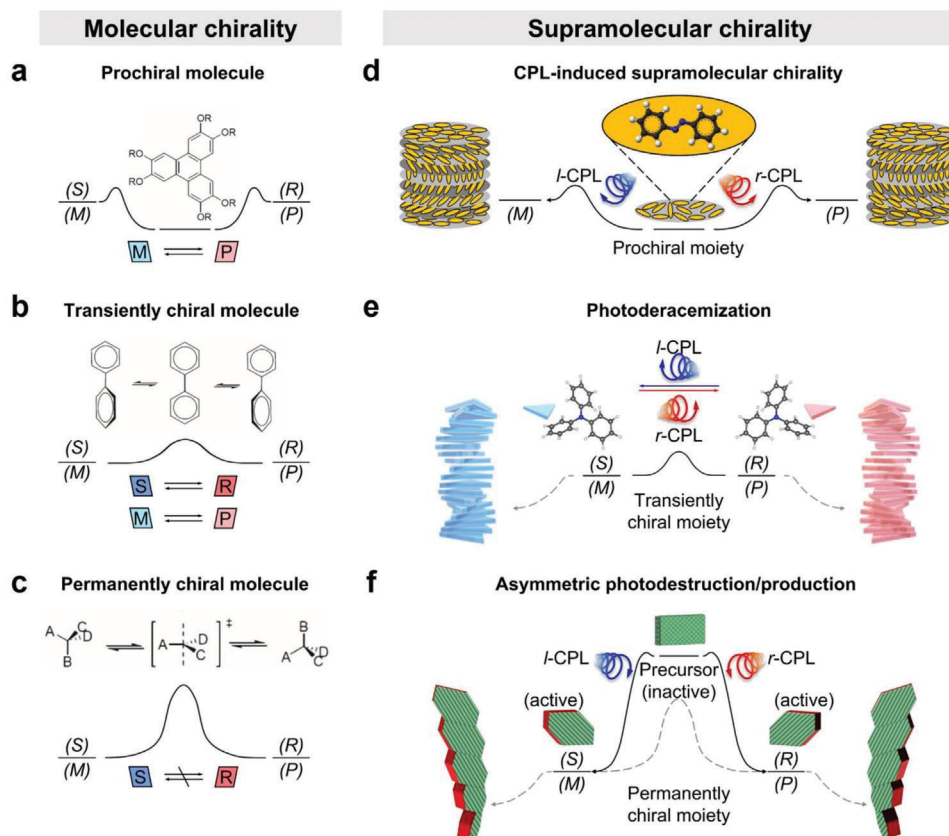 Molecular chirality
Supramolecular chirality
a
Prochiral molecule
OR
RO
OR
RO
OR
OR
(S)
(M)
(R)
(P)
M
P
b
Transiently chiral molecule
(S)
(M)
(R)
(P)
S
R
M
P
c
Permanently chiral molecule
A
C
D
B
A
D
C
‡
B
A
D
C
(S)
(M)
(R)
(P)
S
R
d
CPL-induced supramolecular chirality
l-CPL
r-CPL
(M)
(P)
Prochiral moiety
e
Photoderacemization
l-CPL
r-CPL
(S)
(M)
(R)
(P)
Transiently
chiral moiety
f
Asymmetric photodestruction/production
l-CPL
r-CPL
Precursor
(inactive)
(active)
(active)
(S)
(M)
(R)
(P)
Permanently
chiral moiety